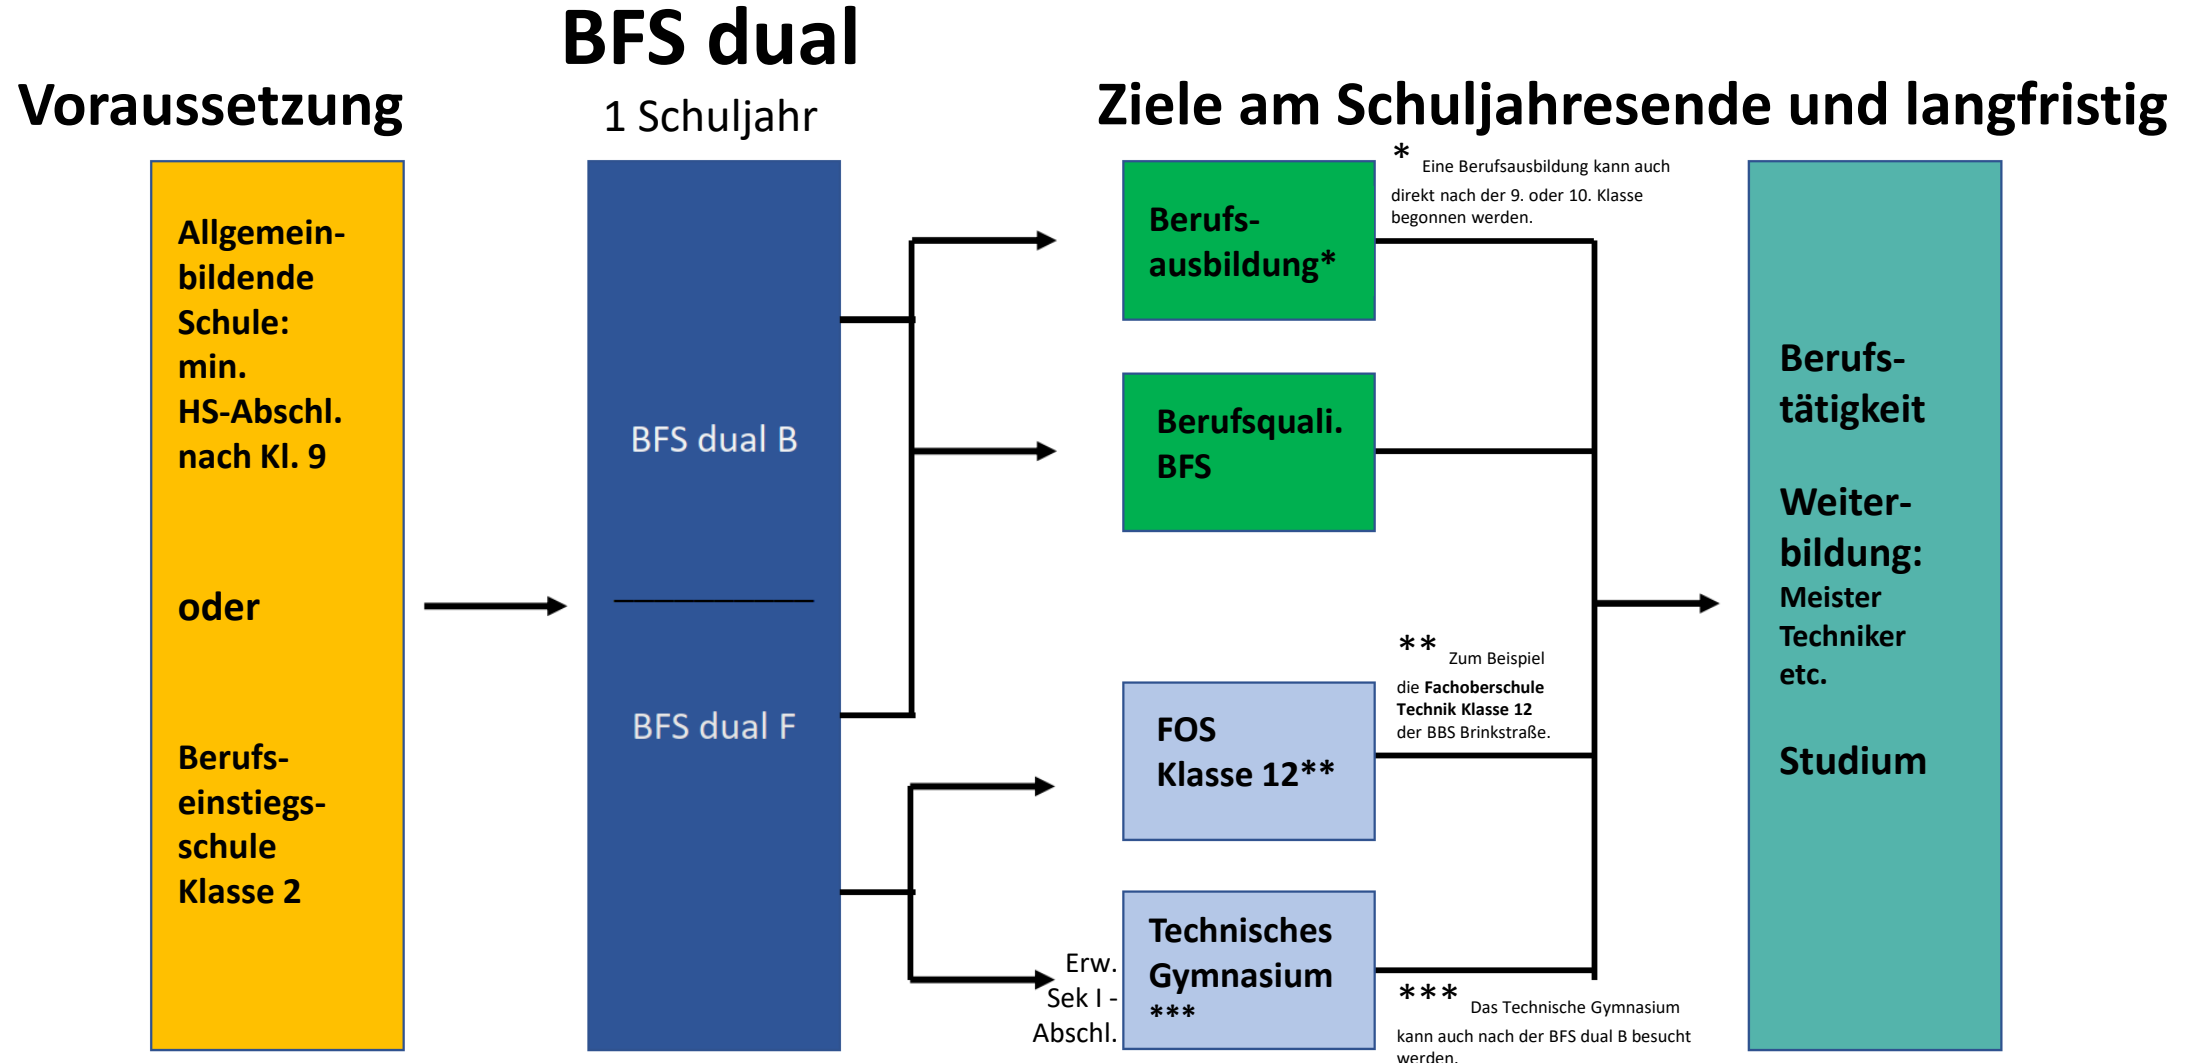 BFS dual
Voraussetzung
1 Schuljahr
Ziele am Schuljahresende und langfristig
Allgemein-
bildende
Schule:
min.
HS-Abschl.
nach Kl. 9
oder
Berufs-
einstiegs-
schule
Klasse 2
BFS dual B
BFS dual F
Berufs-
ausbildung*
* Eine Berufsausbildung kann auch
direkt nach der 9. oder 10. Klasse
begonnen werden.
Berufsquali.
BFS
FOS
Klasse 12**
** Zum Beispiel
die Fachoberschule
Technik Klasse 12
der BBS Brinkstraße.
Erw.
Sek I -
Abschl.
Technisches
Gymnasium
***
*** Das Technische Gymnasium
kann auch nach der BFS dual B besucht
werden.
Berufs-
tätigkeit
Weiter-
bildung:
Meister
Techniker
etc.
Studium